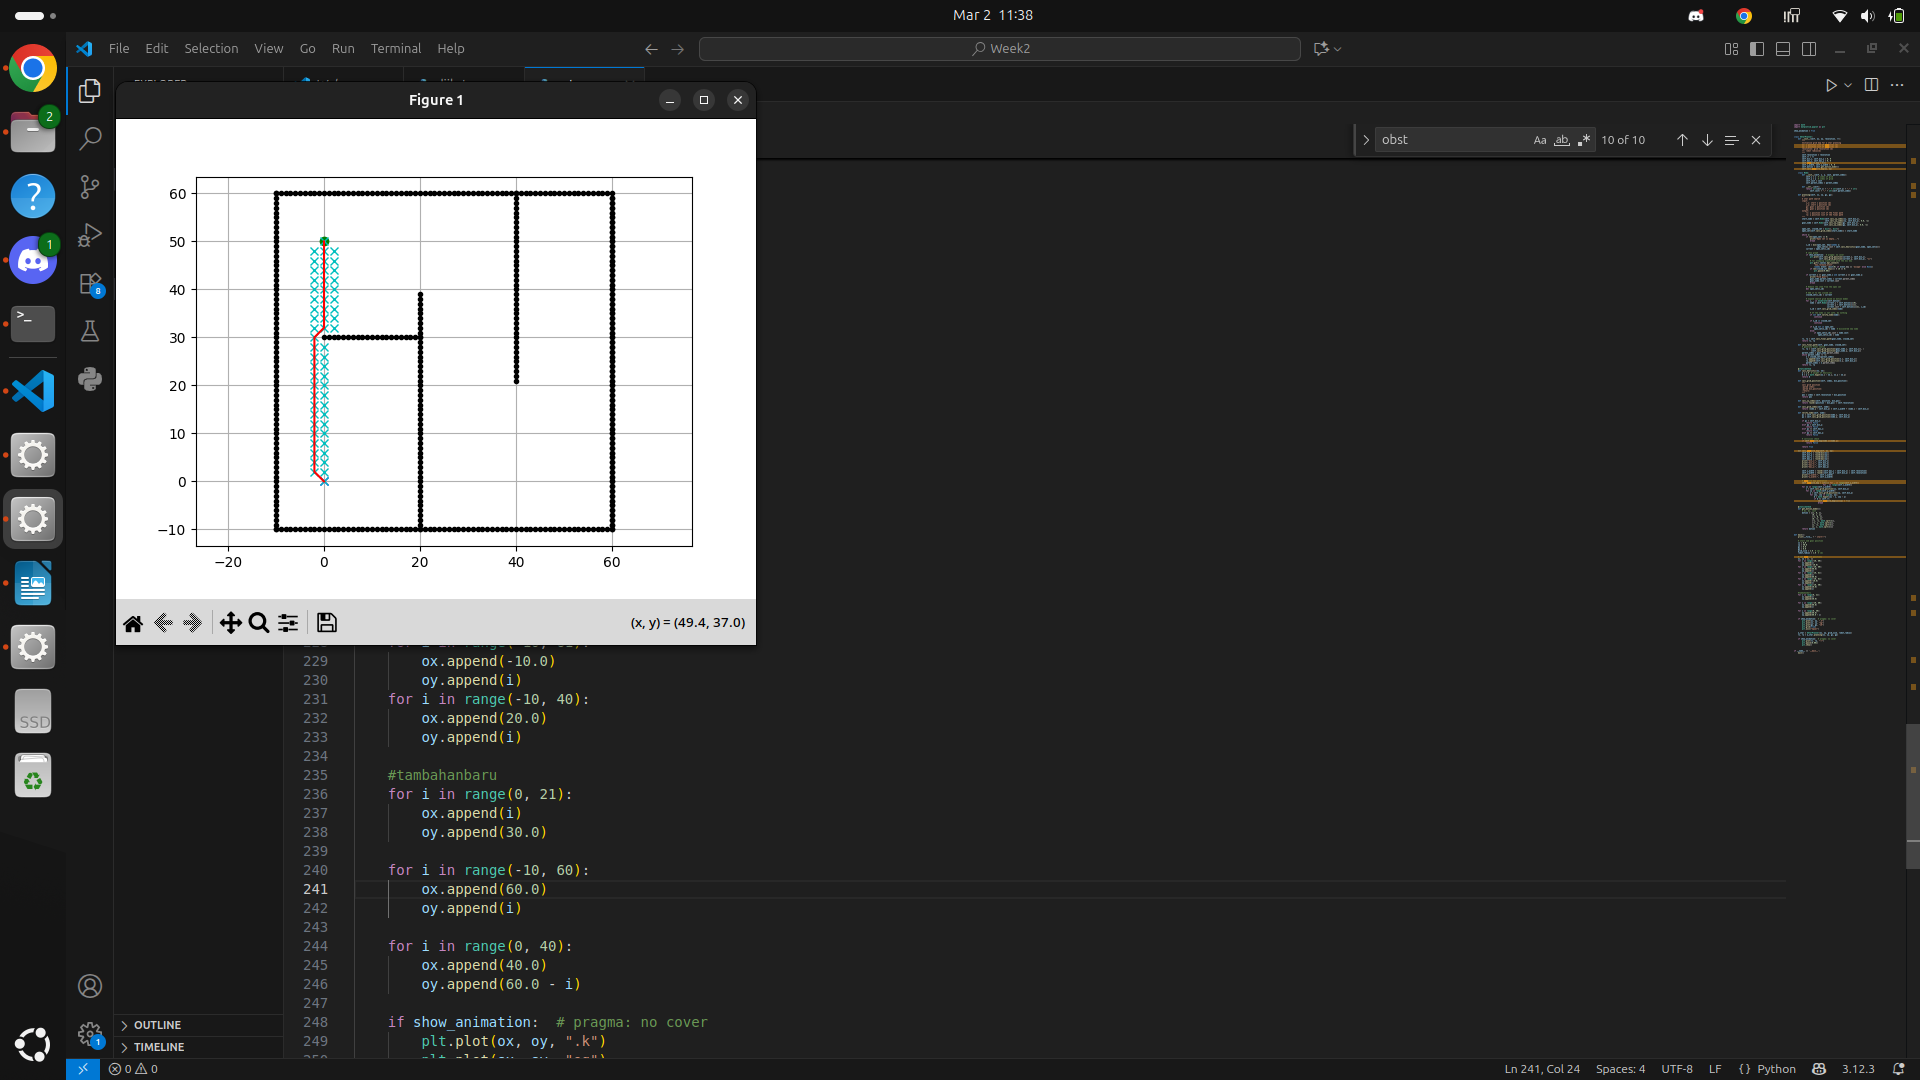 Mar 2 11:38
File Edit Selection View Go Run Terminal Help
Week2
Figure 1
obst
Aa ab .*
10 of 10
60
50
40
30
20
10
0
−10
−20 0 20 40 60
(x, y) = (49.4, 37.0)
2
1
8
SSD
229 ox.append(-10.0)
230 oy.append(i)
231 for i in range(-10, 40):
232 ox.append(20.0)
233 oy.append(i)
234
235 #tambahanbaru
236 for i in range(0, 21):
237 ox.append(i)
238 oy.append(30.0)
239
240 for i in range(-10, 60):
241 ox.append(60.0)
242 oy.append(i)
243
244 for i in range(0, 40):
245 ox.append(40.0)
246 oy.append(60.0 - i)
247
248 if show_animation: # pragma: no cover
249 plt.plot(ox, oy, ".k")
OUTLINE
TIMELINE
1
0 0
Ln 241, Col 24 Spaces: 4 UTF-8 LF {} Python 3.12.3